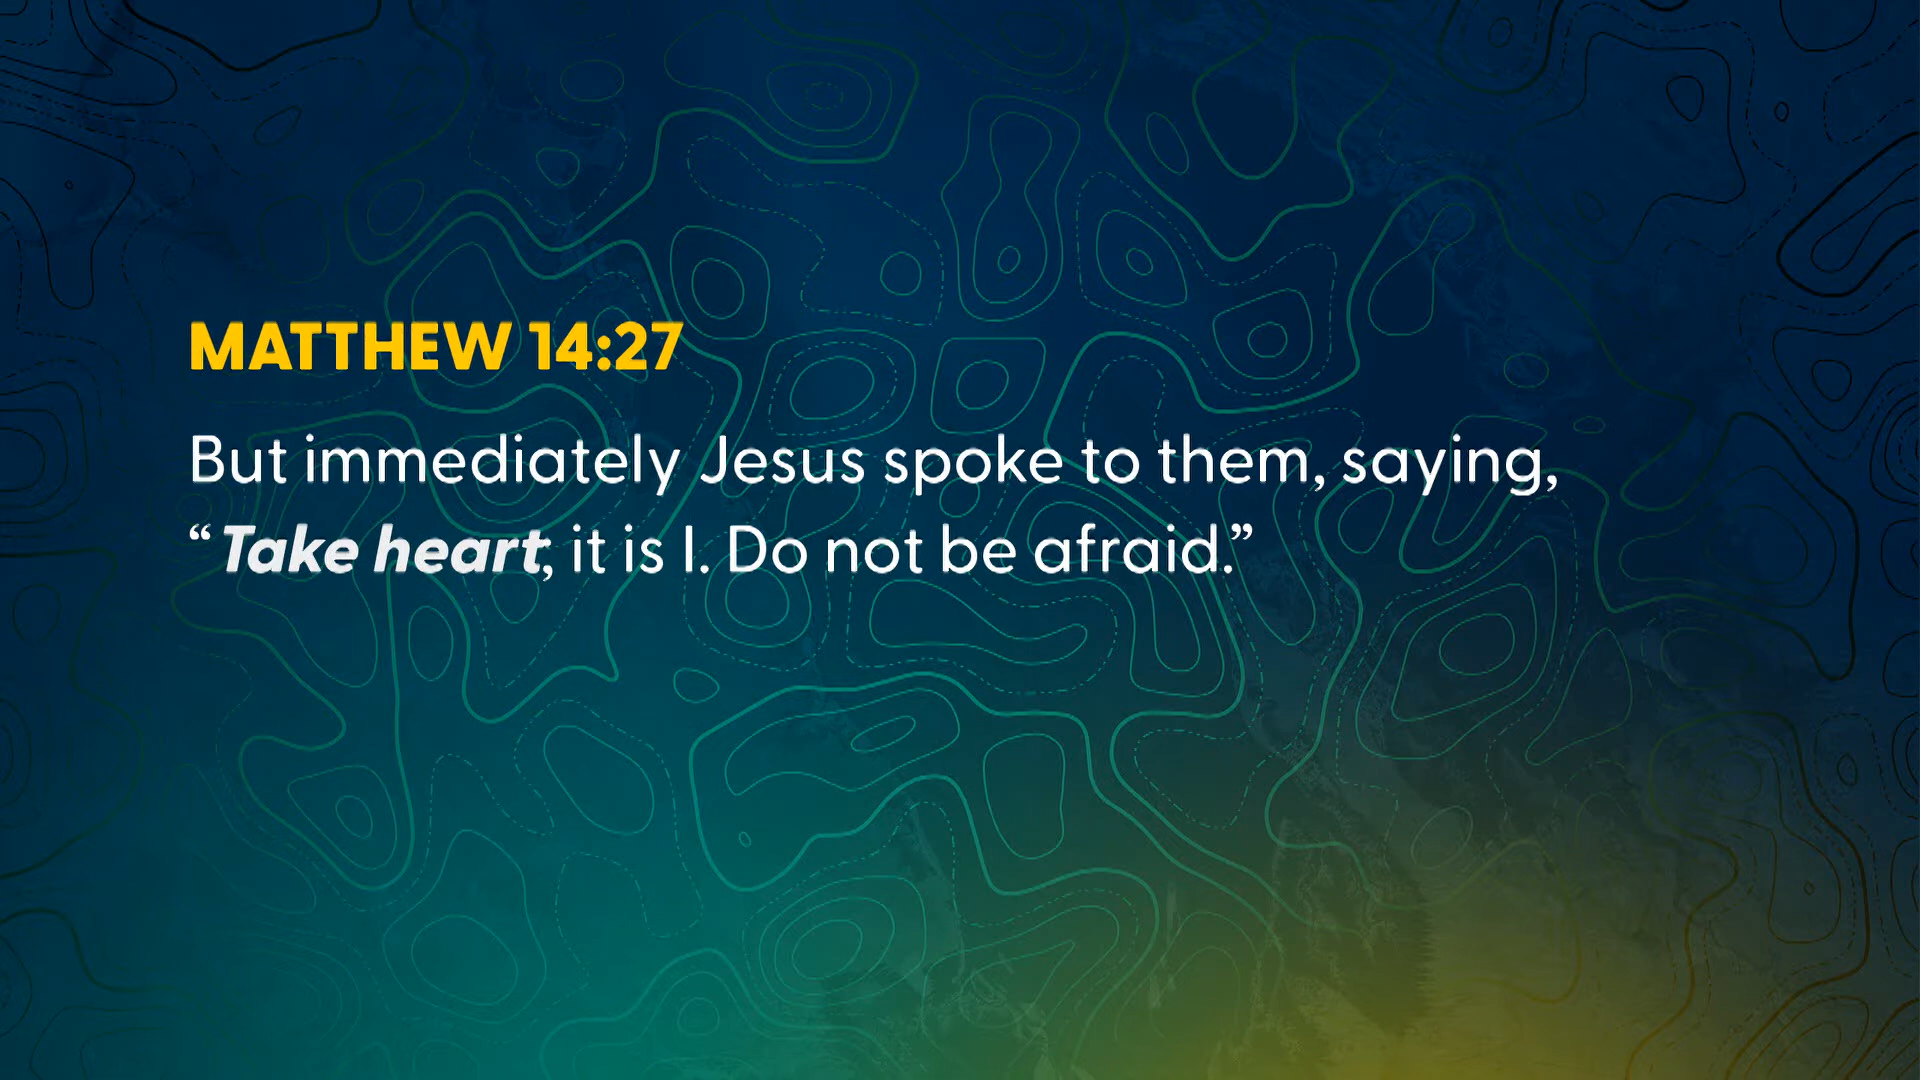 MATTHEW 14:27
But immediately Jesus spoke to them, saying,
“Take heart, it is I. Do not be afraid.”